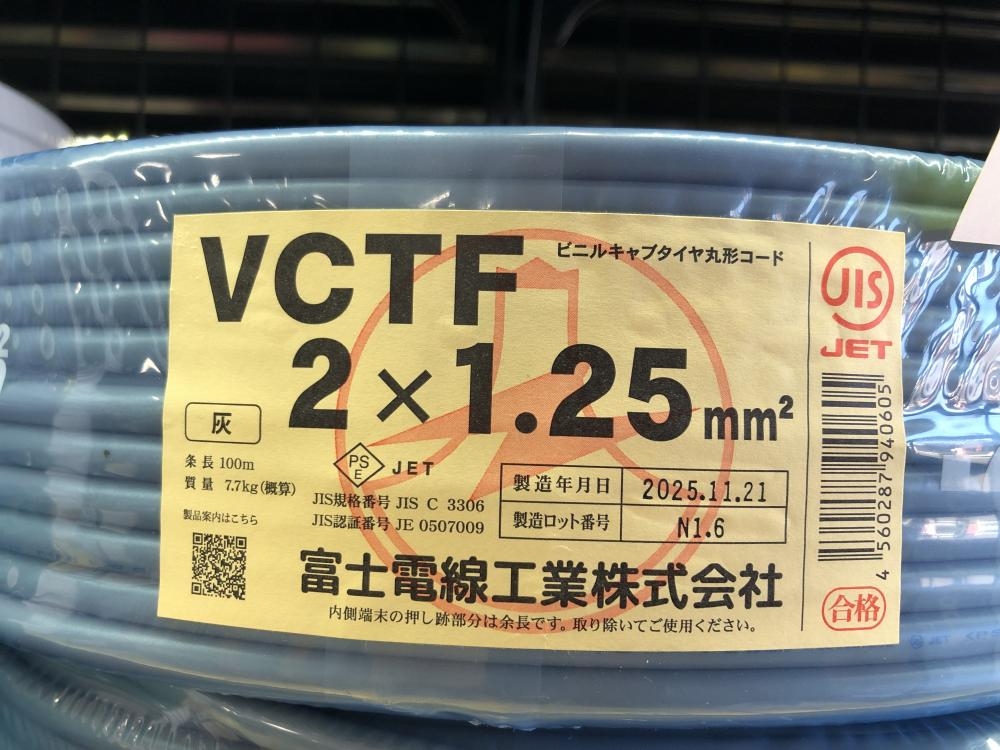 VCTF
ビニルキャブタイヤ丸形コード
2×1.25mm²
灰
条長 100m
質量 7.7kg(概算)
製品案内はこちら
PS
E
JET
JIS規格番号 JIS C 3306
JIS認証番号 JE 0507009
製造年月日 2025.11.21
製造ロット番号 N1.6
富士電線工業株式会社
内側端末の押し跡部分は余長です。取り除いてご使用ください。
JIS
JET
4 560287 940605
合格